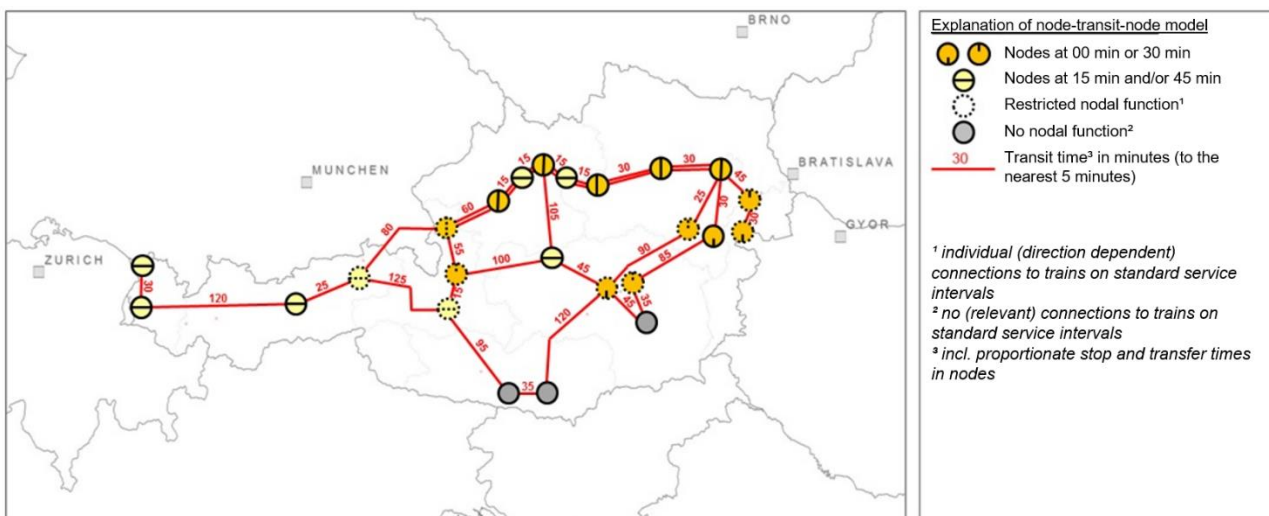 BRNO
MUNCHEN
BRATISLAVA
GYOR
ZURICH
15
15
15
15
30
30
45
60
25
30
30
80
55
105
90
85
100
45
125
15
30
25
120
45
35
120
95
35
Explanation of node-transit-node model
Nodes at 00 min or 30 min
Nodes at 15 min and/or 45 min
Restricted nodal function¹
No nodal function²
30 Transit time³ in minutes (to the
nearest 5 minutes)
¹ individual (direction dependent)
connections to trains on standard service
intervals
² no (relevant) connections to trains on
standard service intervals
³ incl. proportionate stop and transfer times
in nodes